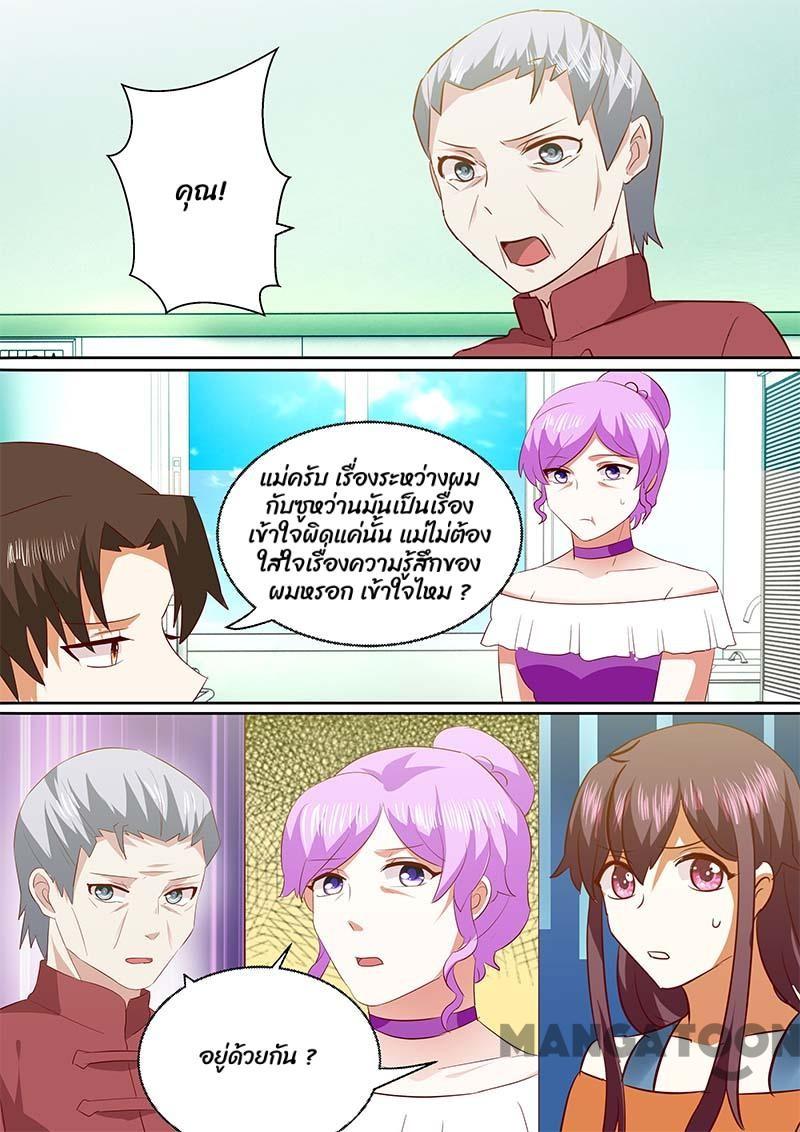 คุณ!
แม่ครับ เรื่องระหว่างผม
กับซูหว่านมันเป็นเรื่อง
เข้าใจผิดแค่นั้น แม่ไม่ต้อง
ใส่ใจเรื่องความรู้สึกของ
ผมหรอก เข้าใจไหม ?
อยู่ด้วยกัน ?
MANGATOON